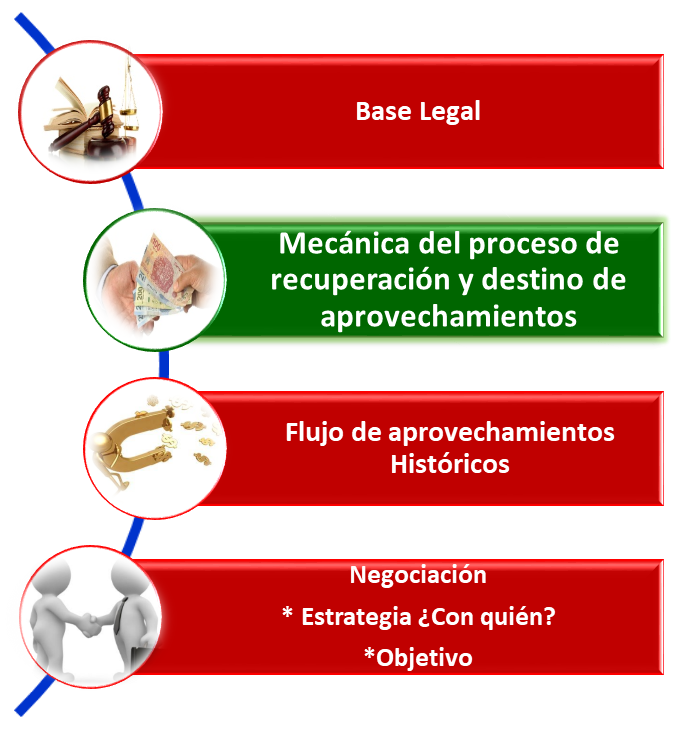 Base Legal
Mecánica del proceso de
recuperación y destino de
aprovechamientos
Flujo de aprovechamientos
Históricos
Negociación
* Estrategia ¿Con quién?
*Objetivo